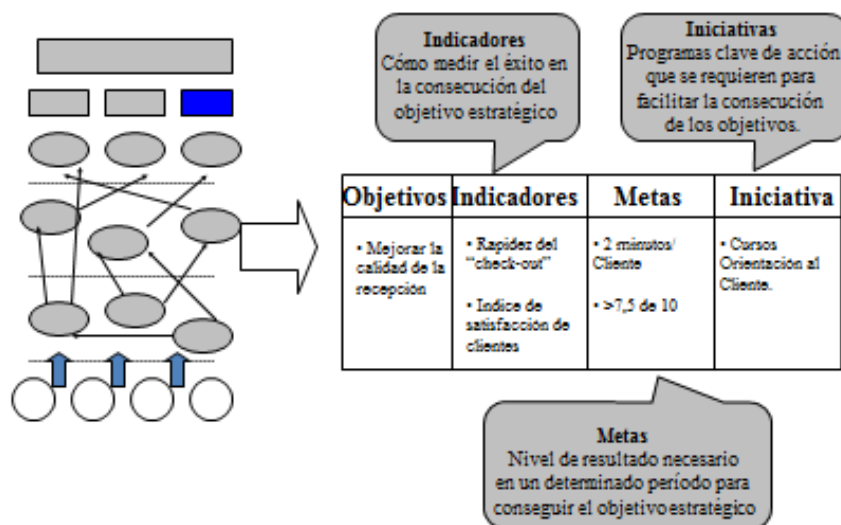 Indicadores
Cómo medir el éxito en
la consecución del
objetivo estratégico
Iniciativas
Programas clave de acción
que se requieren para
facilitar la consecución
de los objetivos.
Objetivos
Indicadores
Metas
Iniciativa
• Mejorar la
calidad de la
recepción
• Rapidez del
"check-out"
• Indice de
satisfacción de
clientes
• 2 minutos/
Cliente
• >7,5 de 10
• Cursos
Orientación al
Cliente.
Metas
Nivel de resultado necesario
en un determinado período para
conseguir el objetivo estratégico